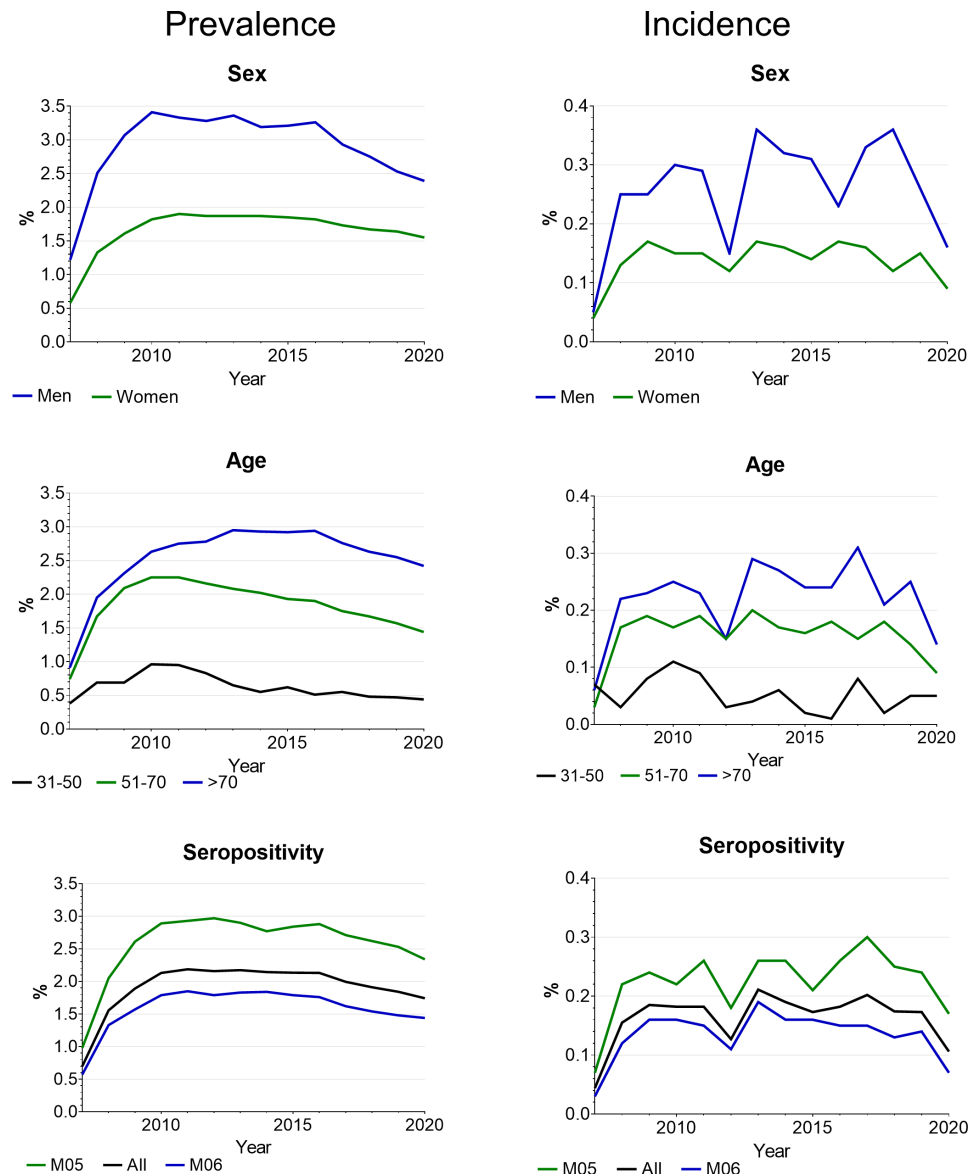 Prevalence
Incidence
Sex
3.5
3.0
2.5
2.0
1.5
1.0
0.5
0.0
%
2010 2015 2020
Year
Men Women
Sex
0.4
0.3
0.2
0.1
0.0
%
2010 2015 2020
Year
Men Women
Age
3.5
3.0
2.5
2.0
1.5
1.0
0.5
0.0
%
2010 2015 2020
Year
31-50 51-70 >70
Age
0.4
0.3
0.2
0.1
0.0
%
2010 2015 2020
Year
31-50 51-70 >70
Seropositivity
3.5
3.0
2.5
2.0
1.5
1.0
0.5
0.0
%
2010 2015 2020
Year
M05 All M06
Seropositivity
0.4
0.3
0.2
0.1
0.0
%
2010 2015 2020
Year
M05 All M06